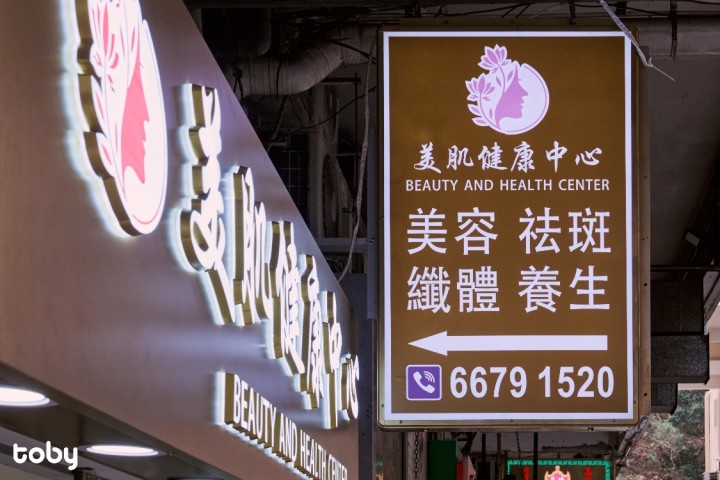 美肌健康中心
BEAUTY AND HEALTH CENTER
美肌健康中心
BEAUTY AND HEALTH CENTER
美容 祛斑
纖體 養生
6679 1520
toby